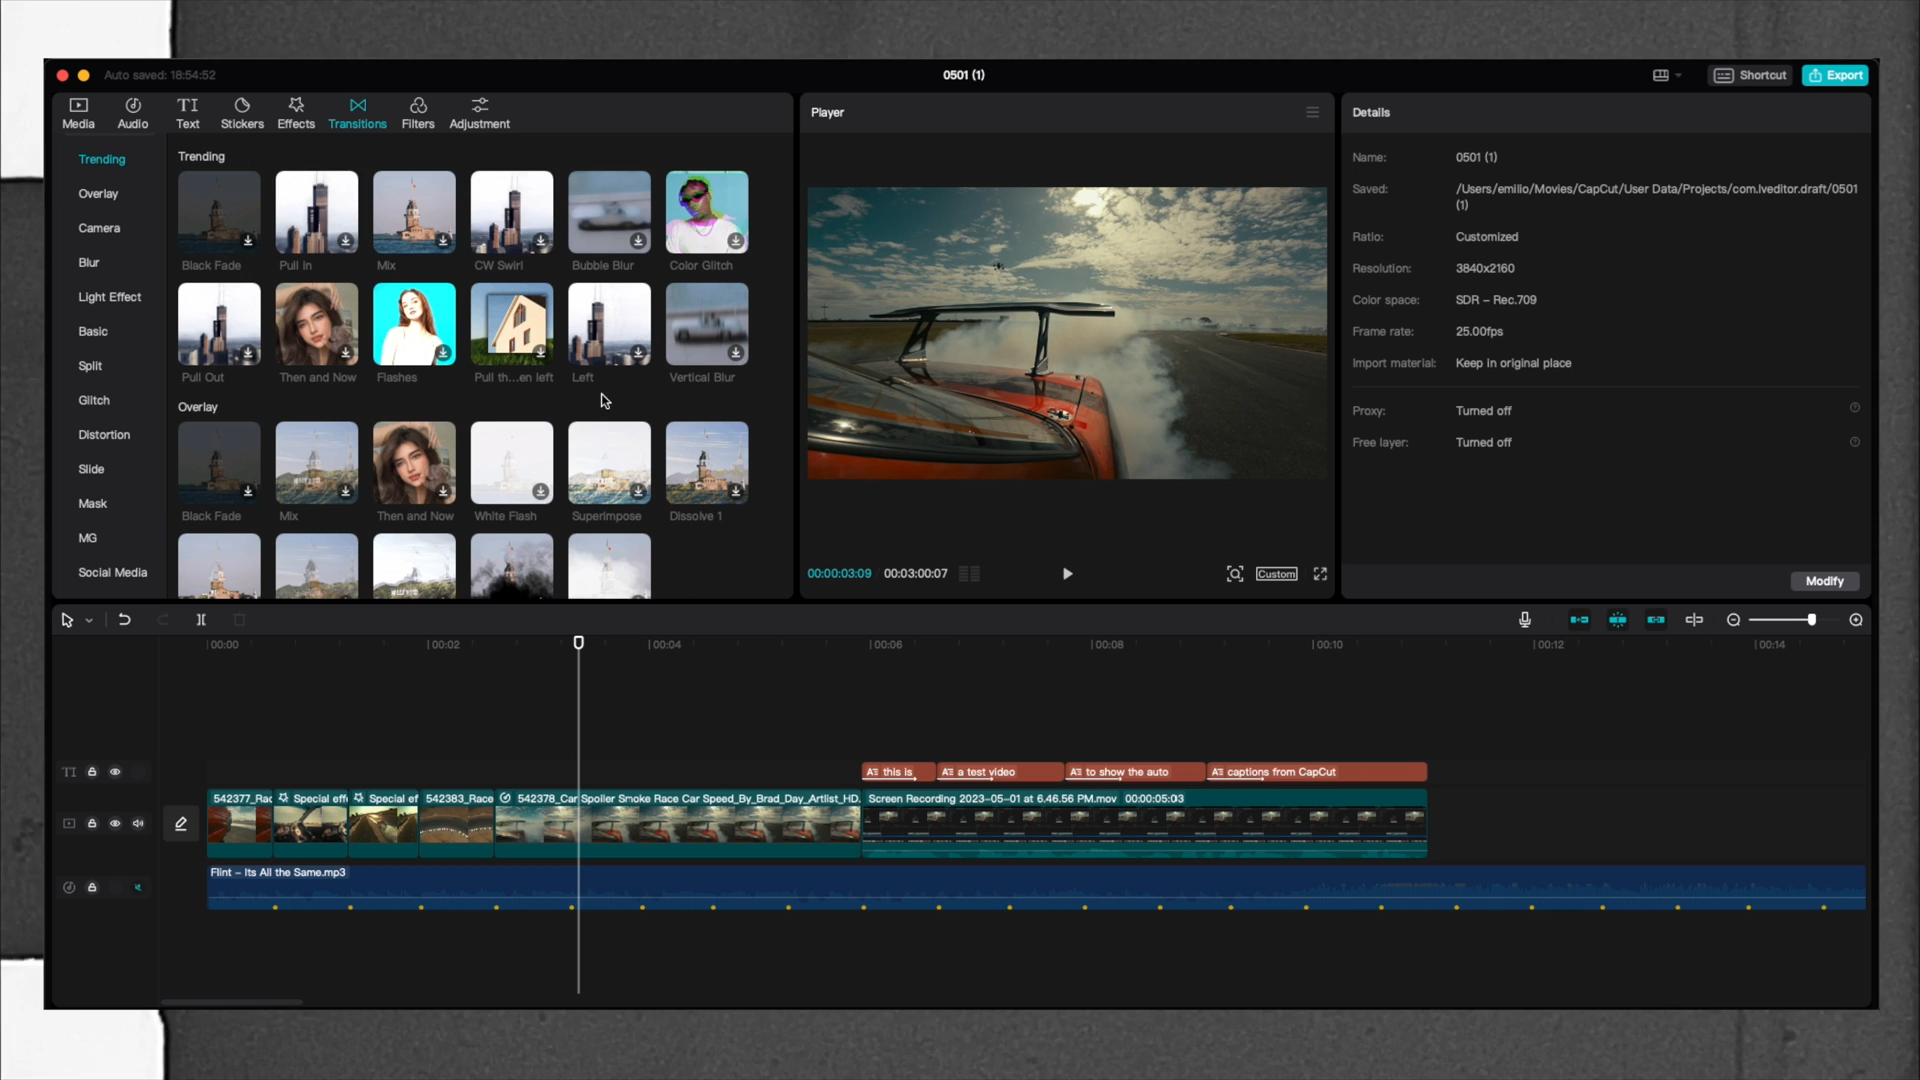 Auto saved: 18:54:52
0501 (1)
Shortcut
Export
Media
Audio
Text
Stickers
Effects
Transitions
Filters
Adjustment
Trending
Overlay
Camera
Blur
Light Effect
Basic
Split
Glitch
Distortion
Slide
Mask
MG
Social Media
Trending
Black Fade
Pull In
Mix
CW Swirl
Bubble Blur
Color Glitch
Pull Out
Then and Now
Flashes
Pull th...en left
Left
Vertical Blur
Overlay
Black Fade
Mix
Then and Now
White Flash
Superimpose
Dissolve 1
Player
00:00:03:09
00:03:00:07
Custom
Details
Name: 0501 (1)
Saved: /Users/emilio/Movies/CapCut/User Data/Projects/com.lveditor.draft/0501
(1)
Ratio: Customized
Resolution: 3840x2160
Color space: SDR – Rec.709
Frame rate: 25.00fps
Import material: Keep in original place
Proxy: Turned off
Free layer: Turned off
Modify
00:00
00:02
00:04
00:06
00:08
00:10
00:12
00:14
TI
this is
a test video
to show the auto
captions from CapCut
542377_Rac
Special effe
Special ef
542383_Race
542378_Car Spoiler Smoke Race Car Speed_By_Brad_Day_Artlist_HD.
Screen Recording 2023-05-01 at 6.46.56 PM.mov 00:00:05:03
Flint – Its All the Same.mp3